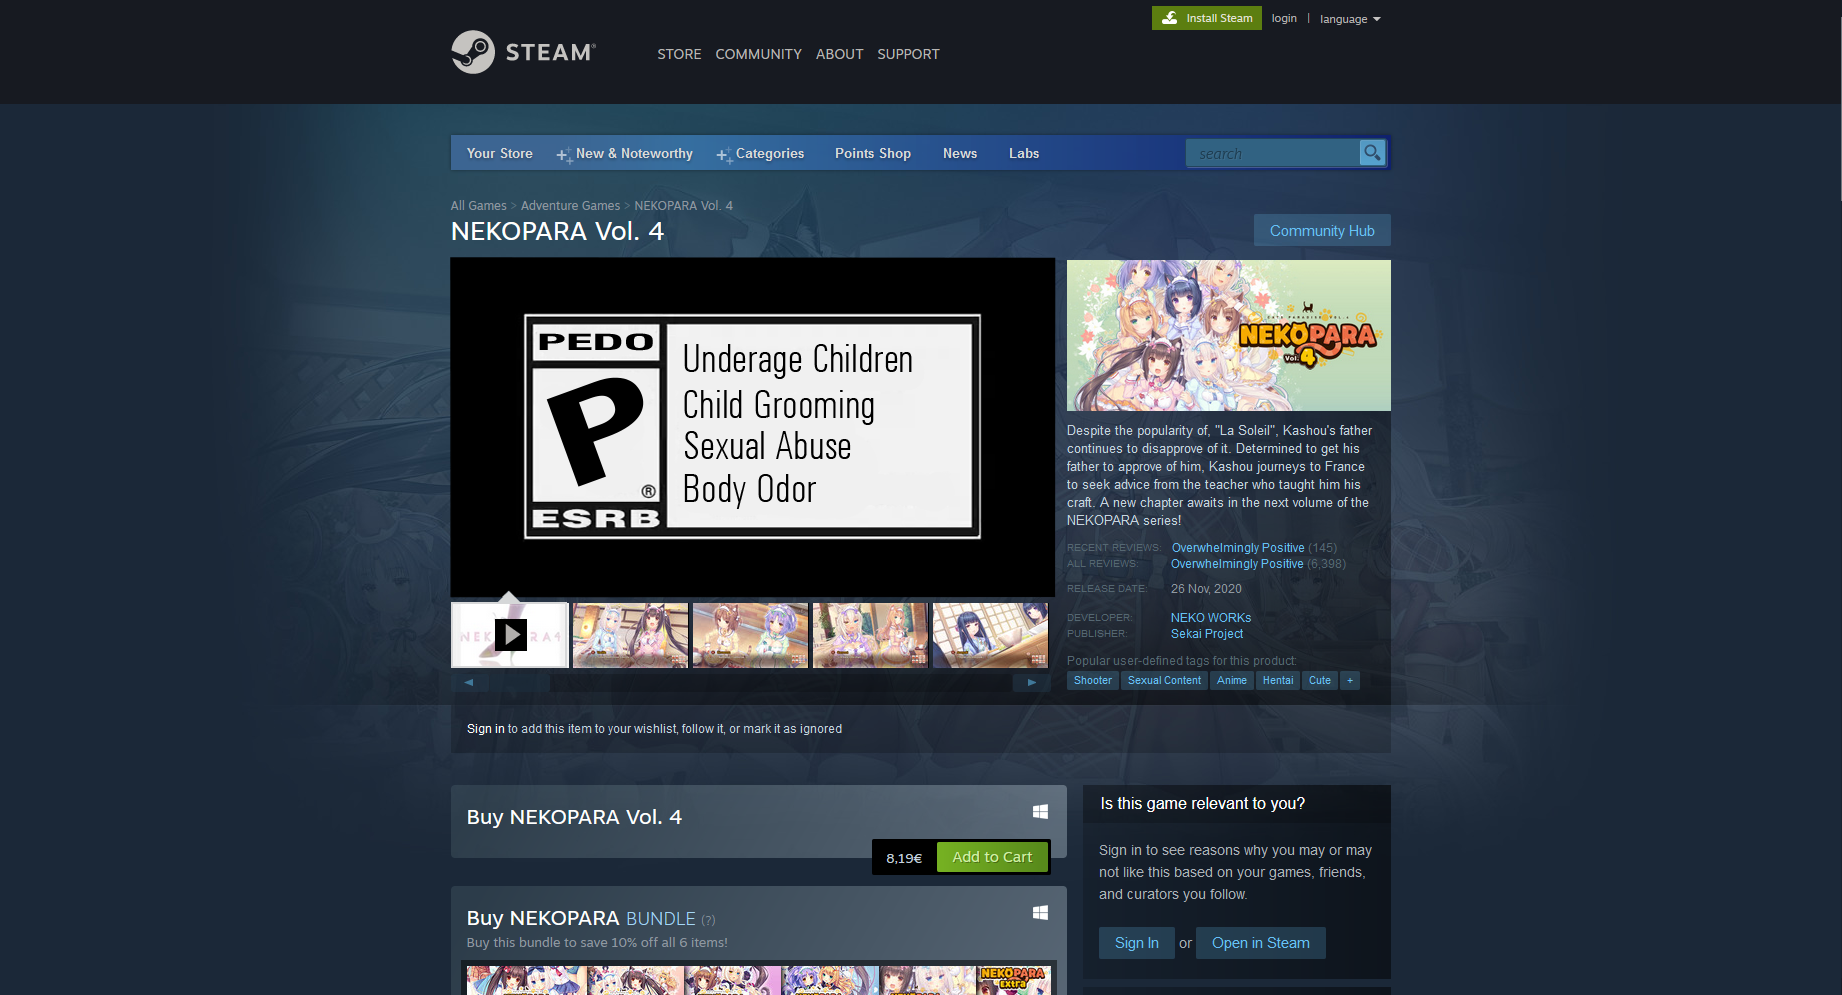 Install Steam login | language
STEAM®
STORE COMMUNITY ABOUT SUPPORT
Your Store New & Noteworthy Categories Points Shop News Labs search
All Games > Adventure Games > NEKOPARA Vol. 4
NEKOPARA Vol. 4
Community Hub
PEDO
P
®
ESRB
Underage Children
Child Grooming
Sexual Abuse
Body Odor
NEKOPARA
Vol. 4
Despite the popularity of, "La Soleil", Kashou's father
continues to disapprove of it. Determined to get his
father to approve of him, Kashou journeys to France
to seek advice from the teacher who taught him his
craft. A new chapter awaits in the next volume of the
NEKOPARA series!
RECENT REVIEWS: Overwhelmingly Positive (145)
ALL REVIEWS: Overwhelmingly Positive (6,398)
RELEASE DATE: 26 Nov, 2020
DEVELOPER: NEKO WORKs
PUBLISHER: Sekai Project
Popular user-defined tags for this product:
Shooter Sexual Content Anime Hentai Cute +
Sign in to add this item to your wishlist, follow it, or mark it as ignored
Buy NEKOPARA Vol. 4
8,19€ Add to Cart
Is this game relevant to you?
Sign in to see reasons why you may or may
not like this based on your games, friends,
and curators you follow.
Sign In or Open in Steam
Buy NEKOPARA BUNDLE (?)
Buy this bundle to save 10% off all 6 items!
NEKOPARA
Extra